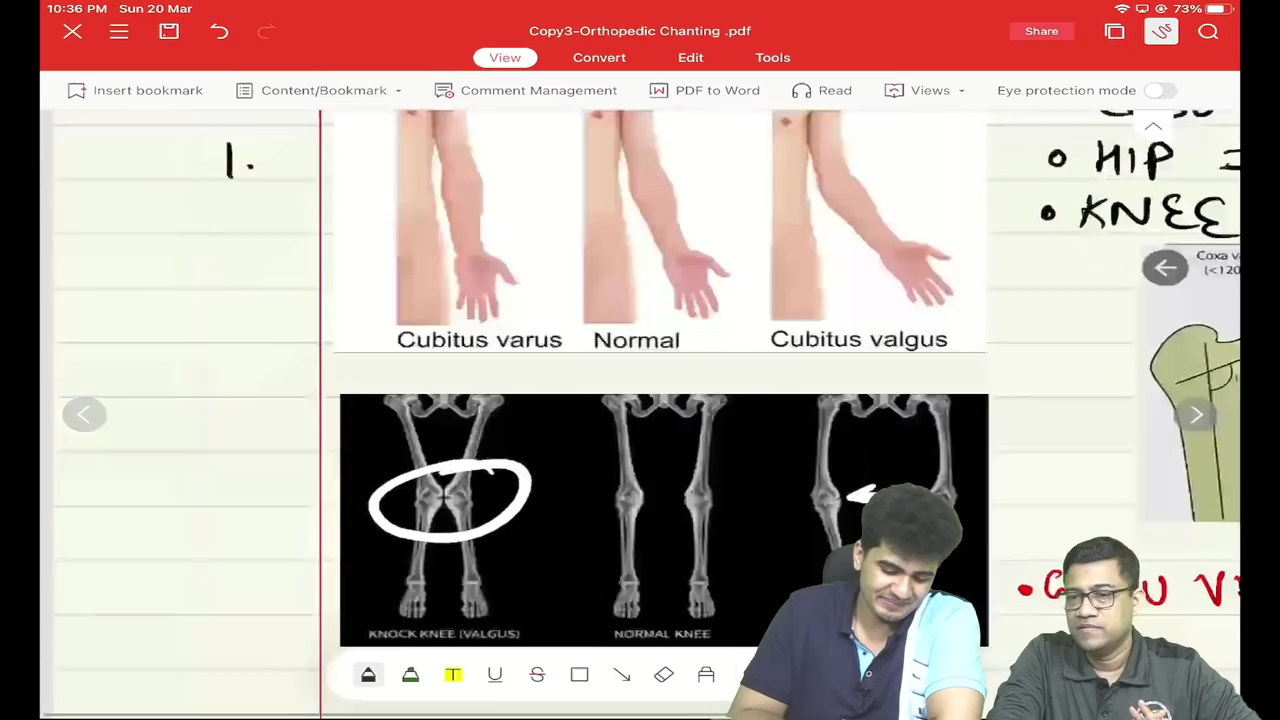 10:36 PM Sun 20 Mar
73%
Copy3-Orthopedic Chanting .pdf
Share
View Convert Edit Tools
Insert bookmark Content/Bookmark Comment Management PDF to Word Read Views Eye protection mode
1.
• HIP =
• KNEE
Coxa
(<120
Cubitus varus Normal Cubitus valgus
KNOCK KNEE (VALGUS) NORMAL KNEE
T U S